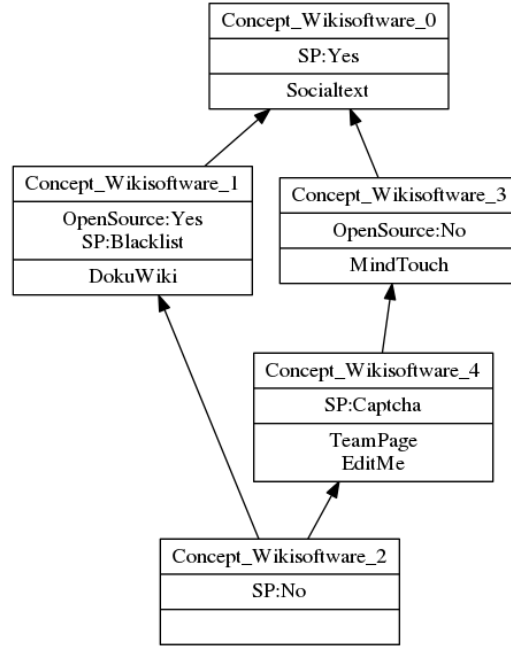 Concept_Wikisoftware_0
SP:Yes
Socialtext
Concept_Wikisoftware_1
OpenSource:Yes
SP:Blacklist
DokuWiki
Concept_Wikisoftware_3
OpenSource:No
MindTouch
Concept_Wikisoftware_4
SP:Captcha
TeamPage
EditMe
Concept_Wikisoftware_2
SP:No